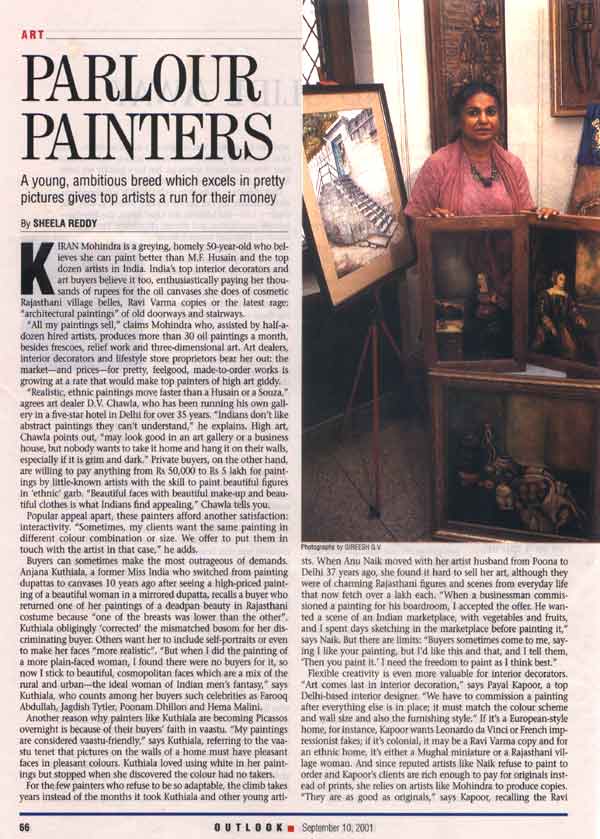 ART
PARLOUR
PAINTERS
A young, ambitious breed which excels in pretty
pictures gives top artists a run for their money
By SHEELA REDDY
KIRAN Mohindra is a greying, homely 50-year-old who bel-
ieves she can paint better than M.F. Husain and the top
dozen artists in India. India's top interior decorators and
art buyers believe it too, enthusiastically paying her thou-
sands of rupees for the oil canvases she does of cosmetic
Rajasthani village belles, Ravi Varma copies or the latest rage:
"architectural paintings" of old doorways and stairways.
"All my paintings sell," claims Mohindra who, assisted by half-a-
dozen hired artists, produces more than 30 oil paintings a month,
besides frescoes, relief work and three-dimensional art. Art dealers,
interior decorators and lifestyle store proprietors bear her out: the
market—and prices—for pretty, feelgood, made-to-order works is
growing at a rate that would make top painters of high art giddy.
"Realistic, ethnic paintings move faster than a Husain or a Souza,"
agrees art dealer D.V. Chawla, who has been running his own gall-
ery in a five-star hotel in Delhi for over 35 years. "Indians don't like
abstract paintings they can't understand," he explains. High art,
Chawla points out, "may look good in an art gallery or a business
house, but nobody wants to take it home and hang it on their walls,
especially if it is grim and dark." Private buyers, on the other hand,
are willing to pay anything from Rs 50,000 to Rs 5 lakh for paint-
ings by little-known artists with the skill to paint beautiful figures
in 'ethnic' garb. "Beautiful faces with beautiful make-up and beau-
tiful clothes is what Indians find appealing," Chawla tells you.
Popular appeal apart, these painters afford another satisfaction:
interactivity. "Sometimes, my clients want the same painting in
different colour combination or size. We offer to put them in
touch with the artist in that case," he adds.
Buyers can sometimes make the most outrageous of demands.
Anjana Kuthiala, a former Miss India who switched from painting
dupattas to canvases 10 years ago after seeing a high-priced paint-
ing of a beautiful woman in a mirrored dupatta, recalls a buyer who
returned one of her paintings of a deadpan beauty in Rajasthani
costume because "one of the breasts was lower than the other".
Kuthiala obligingly 'corrected' the mismatched bosom for her dis-
criminating buyer. Others want her to include self-portraits or even
to make her faces "more realistic". "But when I did the painting of
a more plain-faced woman, I found there were no buyers for it, so
now I stick to beautiful, cosmopolitan faces which are a mix of the
rural and urban—the ideal woman of Indian men's fantasy," says
Kuthiala, who counts among her buyers such celebrities as Farooq
Abdullah, Jagdish Tytler, Poonam Dhillon and Hema Malini.
Another reason why painters like Kuthiala are becoming Picassos
overnight is because of their buyers' faith in vaastu. "My paintings
are considered vaastu-friendly," says Kuthiala, referring to the vaa-
stu tenet that pictures on the walls of a home must have pleasant
faces in pleasant colours. Kuthiala loved using white in her paint-
ings but stopped when she discovered the colour had no takers.
For the few painters who refuse to be so adaptable, the climb takes
years instead of the months it took Kuthiala and other young arti-
Photographs by GIREESH G.V
sts. When Anu Naik moved with her artist husband from Poona to
Delhi 37 years ago, she found it hard to sell her art, although they
were of charming Rajasthani figures and scenes from everyday life
that now fetch over a lakh each. "When a businessman commis-
sioned a painting for his boardroom, I accepted the offer. He wan-
ted a scene of an Indian marketplace, with vegetables and fruits,
and I spent days sketching in the marketplace before painting it,"
says Naik. But there are limits: "Buyers sometimes come to me, say-
ing I like your painting, but I'd like this and that, and I tell them,
'Then you paint it.' I need the freedom to paint as I think best."
Flexible creativity is even more valuable for interior decorators.
"Art comes last in interior decoration," says Payal Kapoor, a top
Delhi-based interior designer. "We have to commission a painting
after everything else is in place; it must match the colour scheme
and wall size and also the furnishing style." If it's a European-style
home, for instance, Kapoor wants Leonardo da Vinci or French imp-
ressionist fakes; if it's colonial, it may be a Ravi Varma copy and for
an ethnic home, it's either a Mughal miniature or a Rajasthani vil-
lage woman. And since reputed artists like Naik refuse to paint to
order and Kapoor's clients are rich enough to pay for originals inst-
ead of prints, she relies on artists like Mohindra to produce copies.
"They are as good as originals," says Kapoor, recalling the Ravi
66
OUTLOOK ■ September 10, 2001